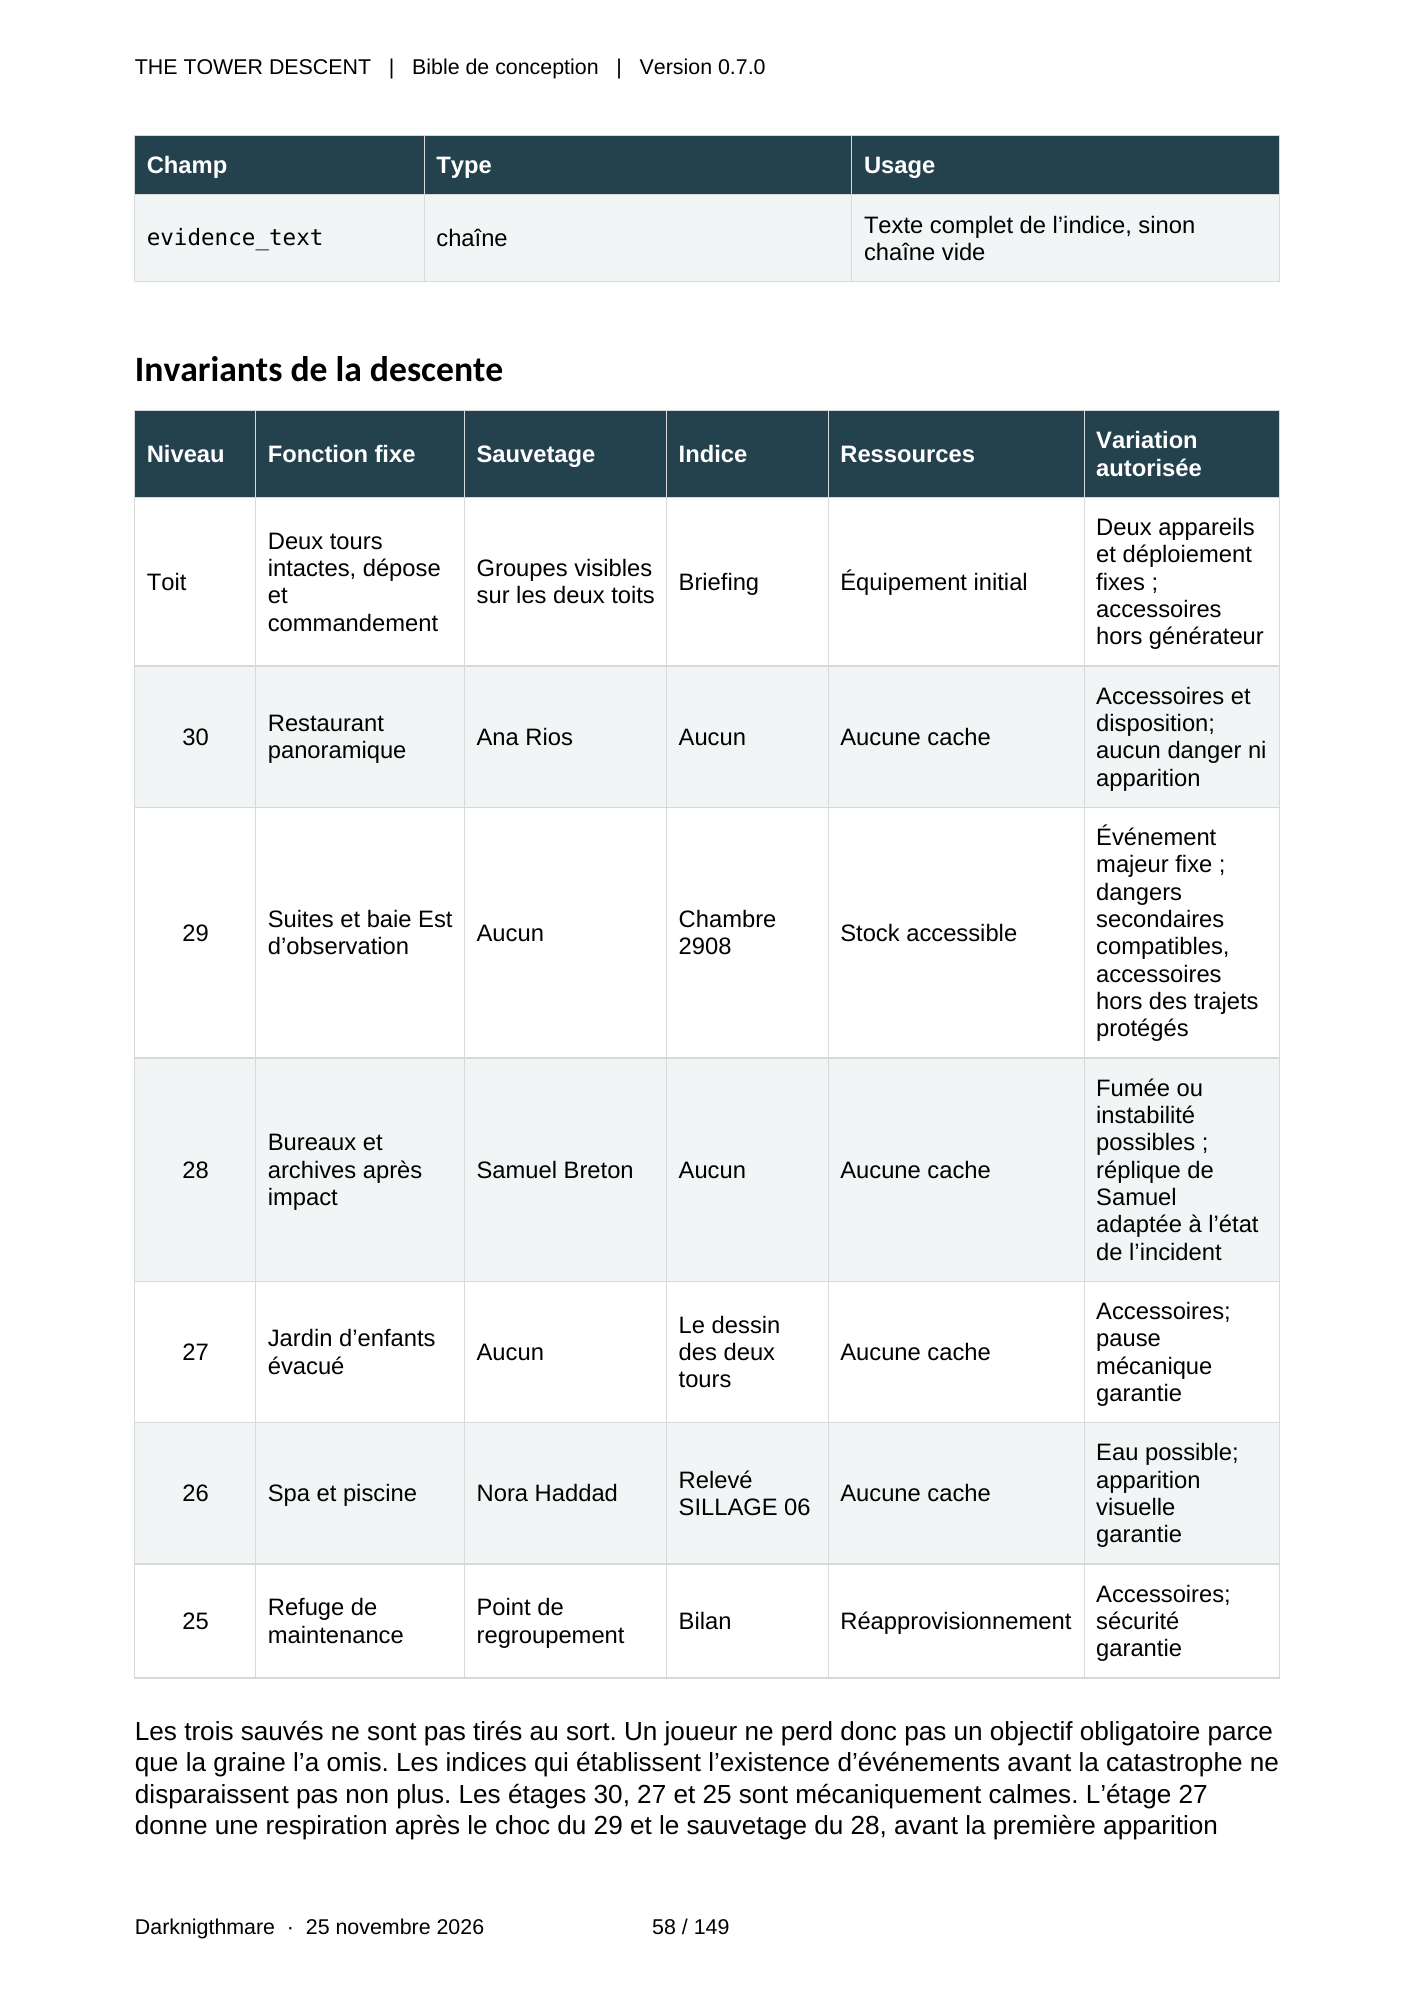 THE TOWER DESCENT | Bible de conception | Version 0.7.0
Champ Type Usage
evidence_text chaîne Texte complet de l’indice, sinon
chaîne vide
Invariants de la descente
Niveau Fonction fixe Sauvetage Indice Ressources Variation
autorisée
Toit
Deux tours
intactes, dépose
et
commandement
Groupes visibles
sur les deux toits
Briefing
Équipement initial
Deux appareils
et déploiement
fixes ;
accessoires
hors générateur
30
Restaurant
panoramique
Ana Rios
Aucun
Aucune cache
Accessoires et
disposition;
aucun danger ni
apparition
29
Suites et baie Est
d’observation
Aucun
Chambre
2908
Stock accessible
Événement
majeur fixe ;
dangers
secondaires
compatibles,
accessoires
hors des trajets
protégés
28
Bureaux et
archives après
impact
Samuel Breton
Aucun
Aucune cache
Fumée ou
instabilité
possibles ;
réplique de
Samuel
adaptée à l’état
de l’incident
27
Jardin d’enfants
évacué
Aucun
Le dessin
des deux
tours
Aucune cache
Accessoires;
pause
mécanique
garantie
26
Spa et piscine
Nora Haddad
Relevé
SILLAGE 06
Aucune cache
Eau possible;
apparition
visuelle
garantie
25
Refuge de
maintenance
Point de
regroupement
Bilan
Réapprovisionnement
Accessoires;
sécurité
garantie
Les trois sauvés ne sont pas tirés au sort. Un joueur ne perd donc pas un objectif obligatoire parce
que la graine l’a omis. Les indices qui établissent l’existence d’événements avant la catastrophe ne
disparaissent pas non plus. Les étages 30, 27 et 25 sont mécaniquement calmes. L’étage 27
donne une respiration après le choc du 29 et le sauvetage du 28, avant la première apparition
Darknigthmare · 25 novembre 2026 58 / 149